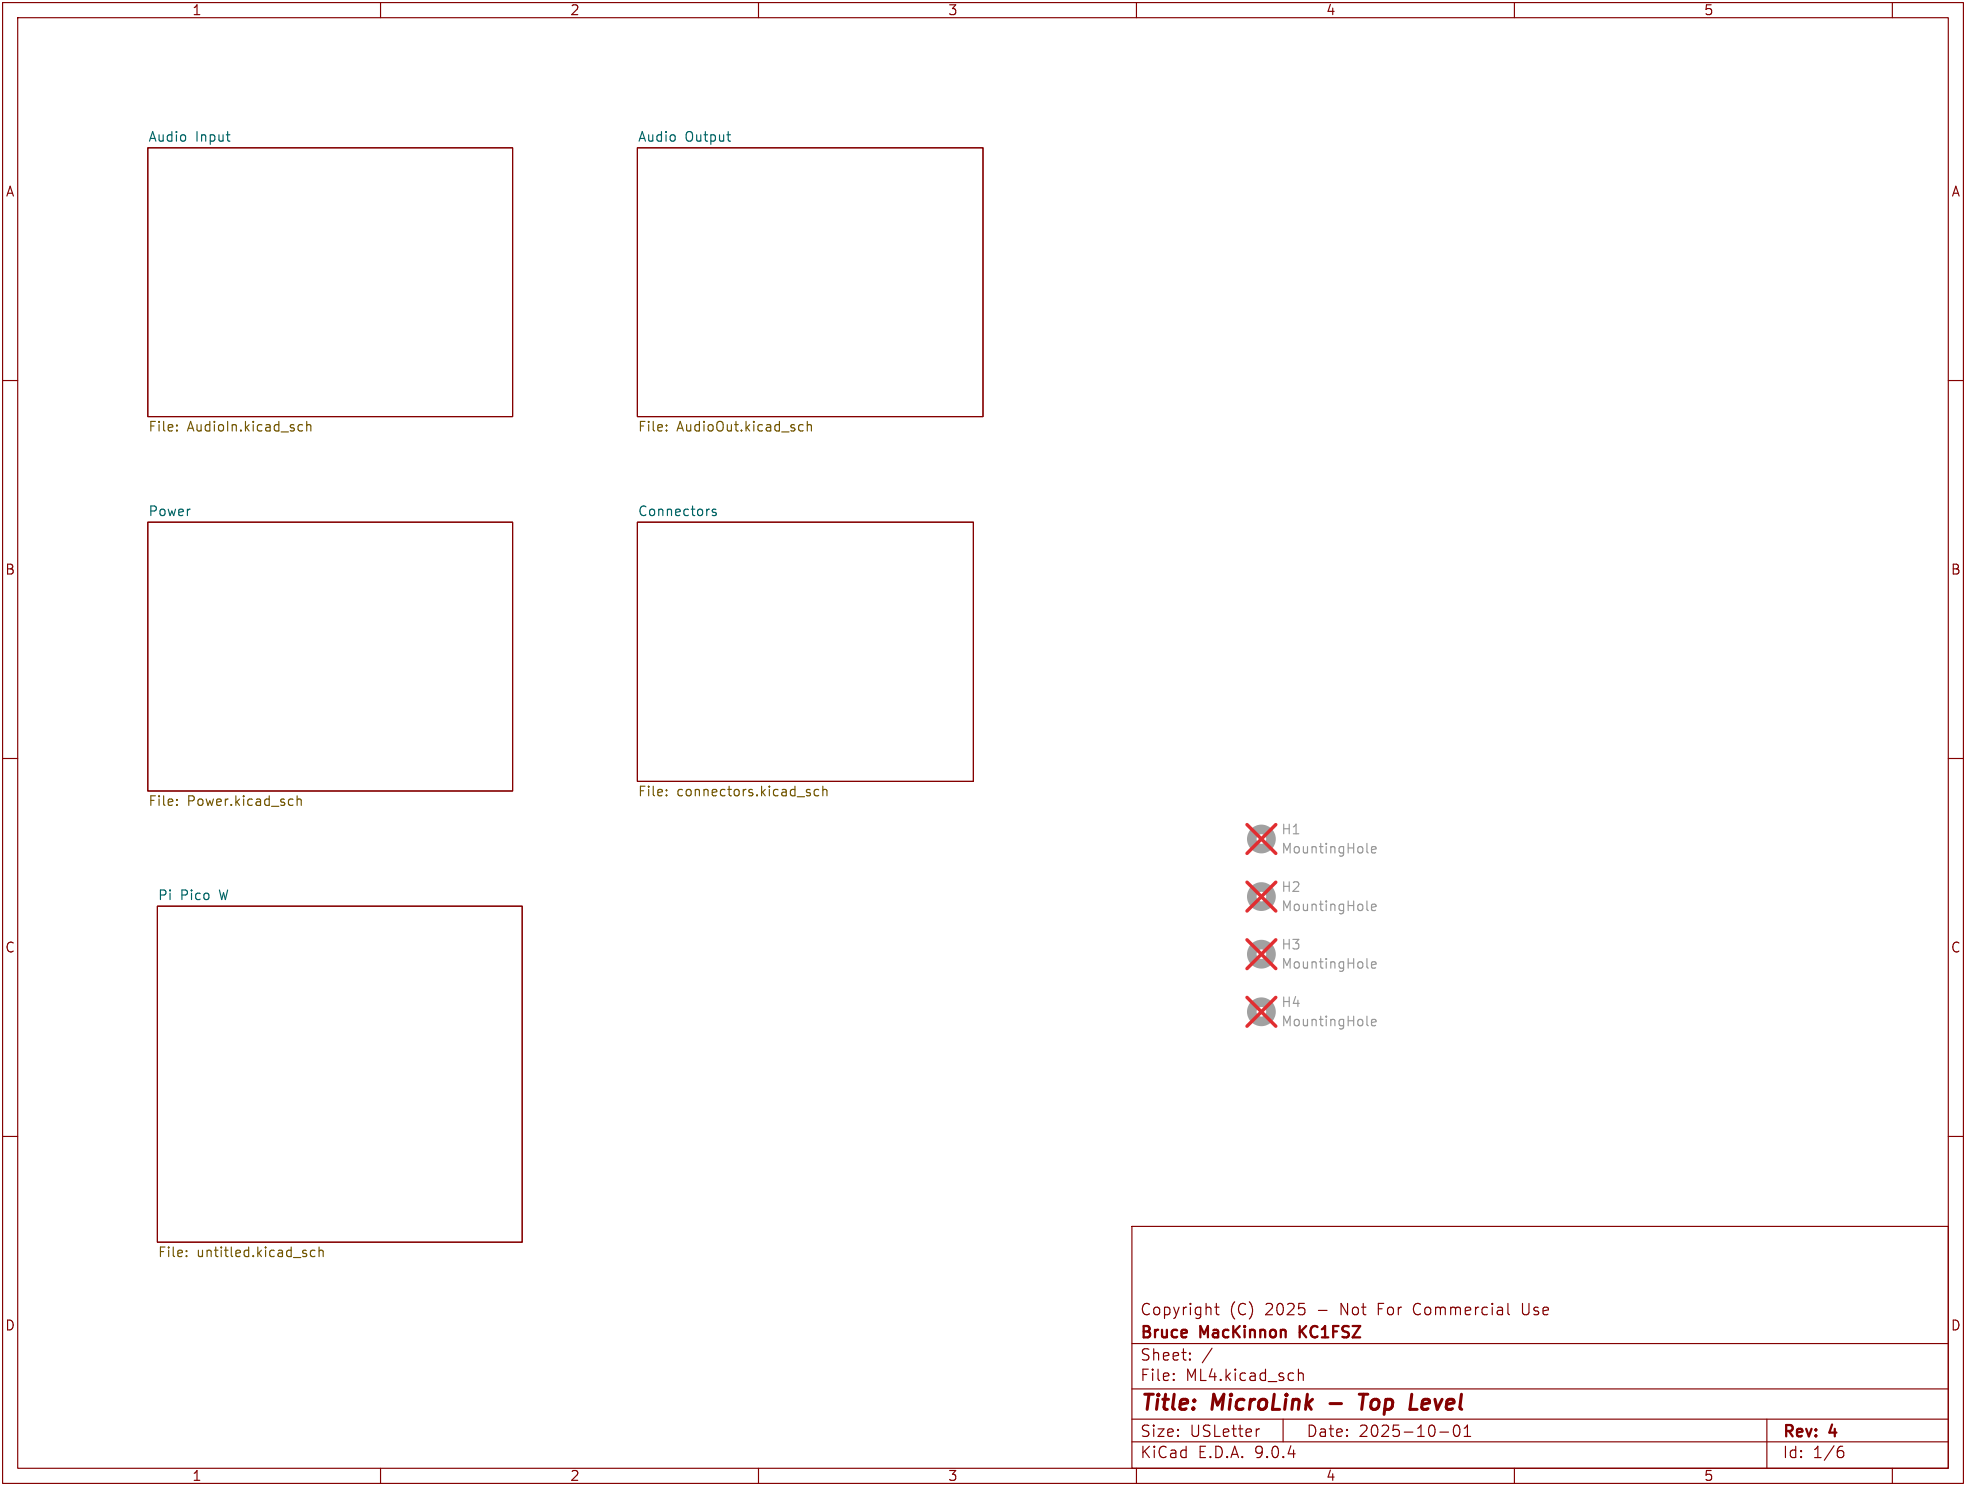 1 2 3 4 5
A A
Audio Input
File: AudioIn.kicad_sch
Audio Output
File: AudioOut.kicad_sch
B B
Power
File: Power.kicad_sch
Connectors
File: connectors.kicad_sch
H1
MountingHole
H2
MountingHole
H3
MountingHole
H4
MountingHole
C C
Pi Pico W
File: untitled.kicad_sch
D D
Copyright (C) 2025 - Not For Commercial Use
Bruce MacKinnon KC1FSZ
Sheet: /
File: ML4.kicad_sch
Title: MicroLink - Top Level
Size: USLetter Date: 2025-10-01 Rev: 4
KiCad E.D.A. 9.0.4 Id: 1/6
1 2 3 4 5